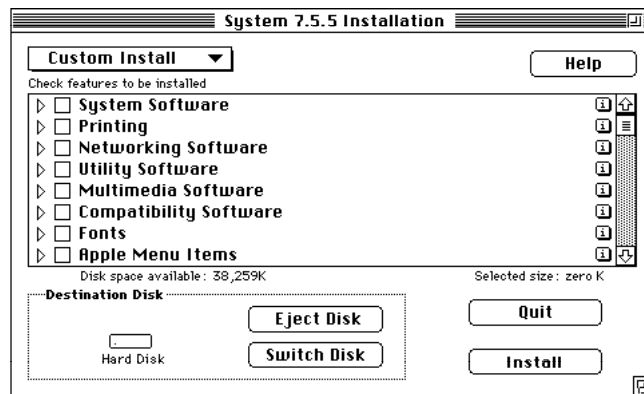 System 7.5.5 Installation
Custom Install
Help
Check features to be installed
System Software
Printing
Networking Software
Utility Software
Multimedia Software
Compatibility Software
Fonts
Apple Menu Items
Disk space available: 38,259K Selected size: zero K
Destination Disk
Eject Disk
Quit
Hard Disk
Switch Disk
Install